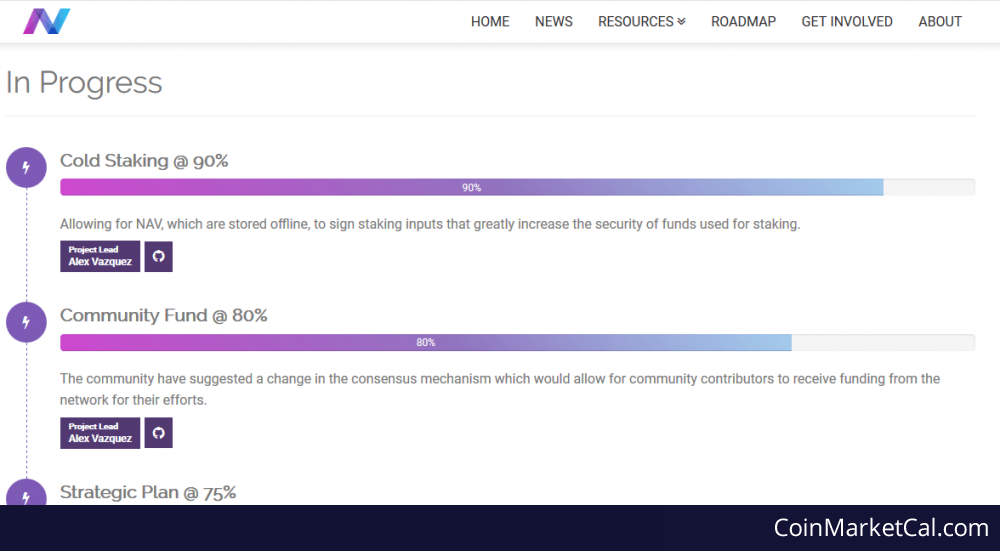 HOME NEWS RESOURCES ROADMAP GET INVOLVED ABOUT
In Progress
Cold Staking @ 90%
90%
Allowing for NAV, which are stored offline, to sign staking inputs that greatly increase the security of funds used for staking.
Project Lead
Alex Vazquez
Community Fund @ 80%
80%
The community have suggested a change in the consensus mechanism which would allow for community contributors to receive funding from the
network for their efforts.
Project Lead
Alex Vazquez
Strategic Plan @ 75%
CoinMarketCal.com